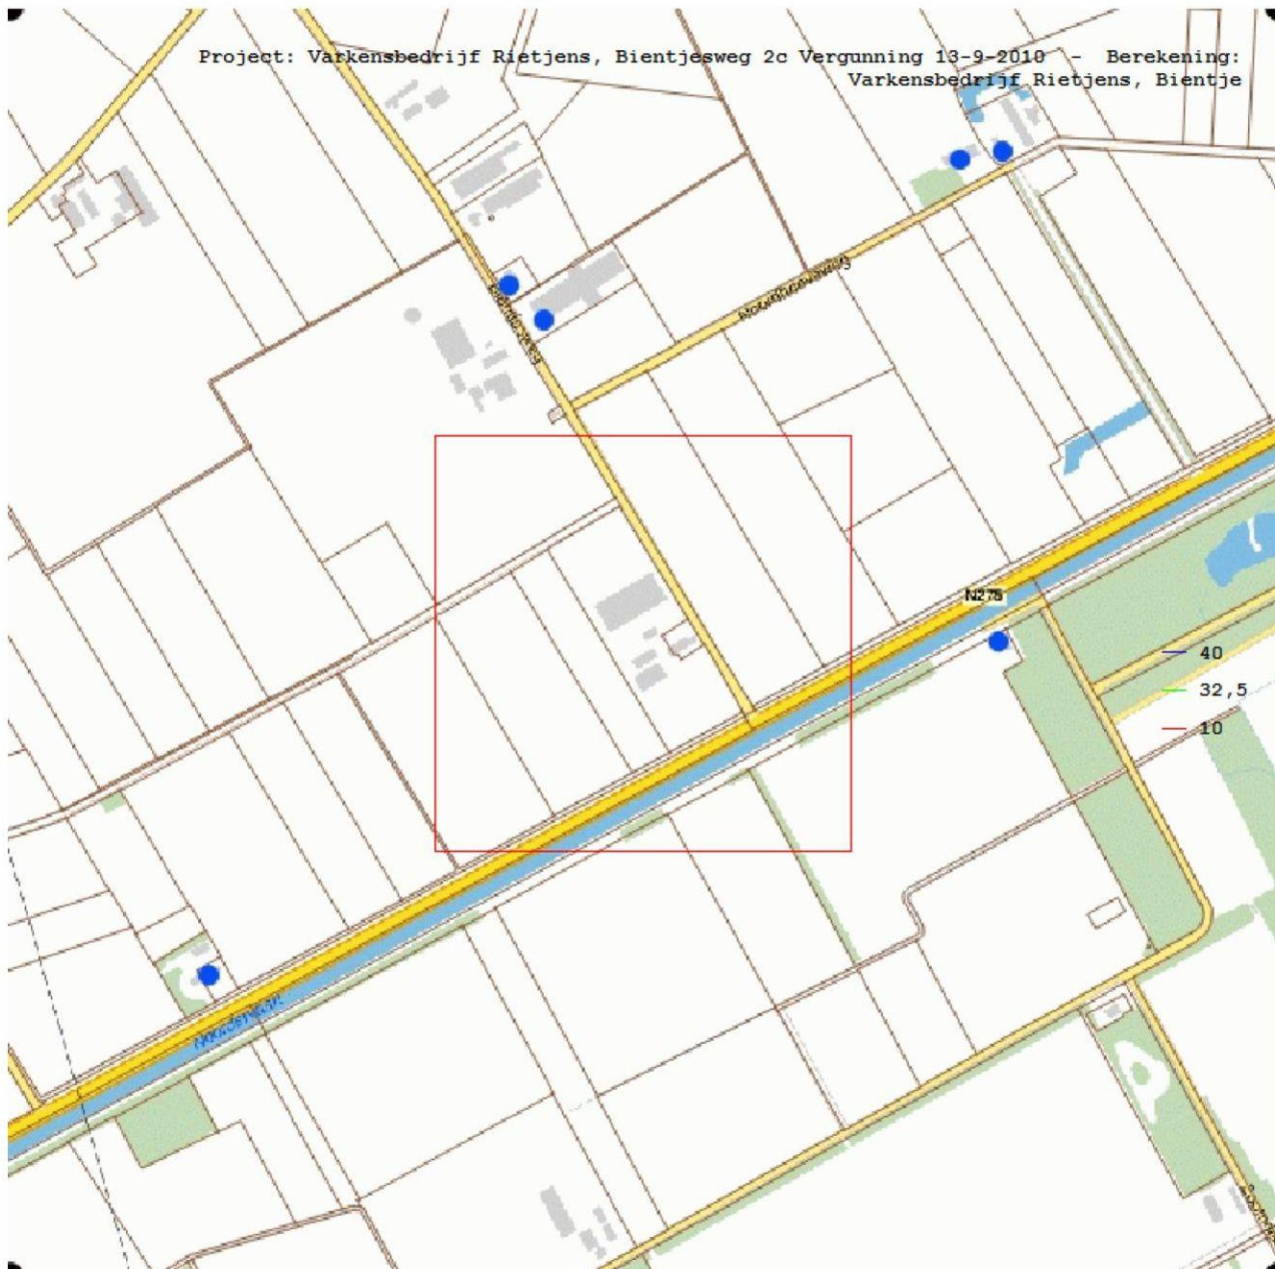 Project: Varkensbedrijf Rietjens, Bientjesweg 2c Vergunning 13-9-2010 - Berekening:
Varkensbedrijf Rietjens, Bientje
N275
40
32,5
10